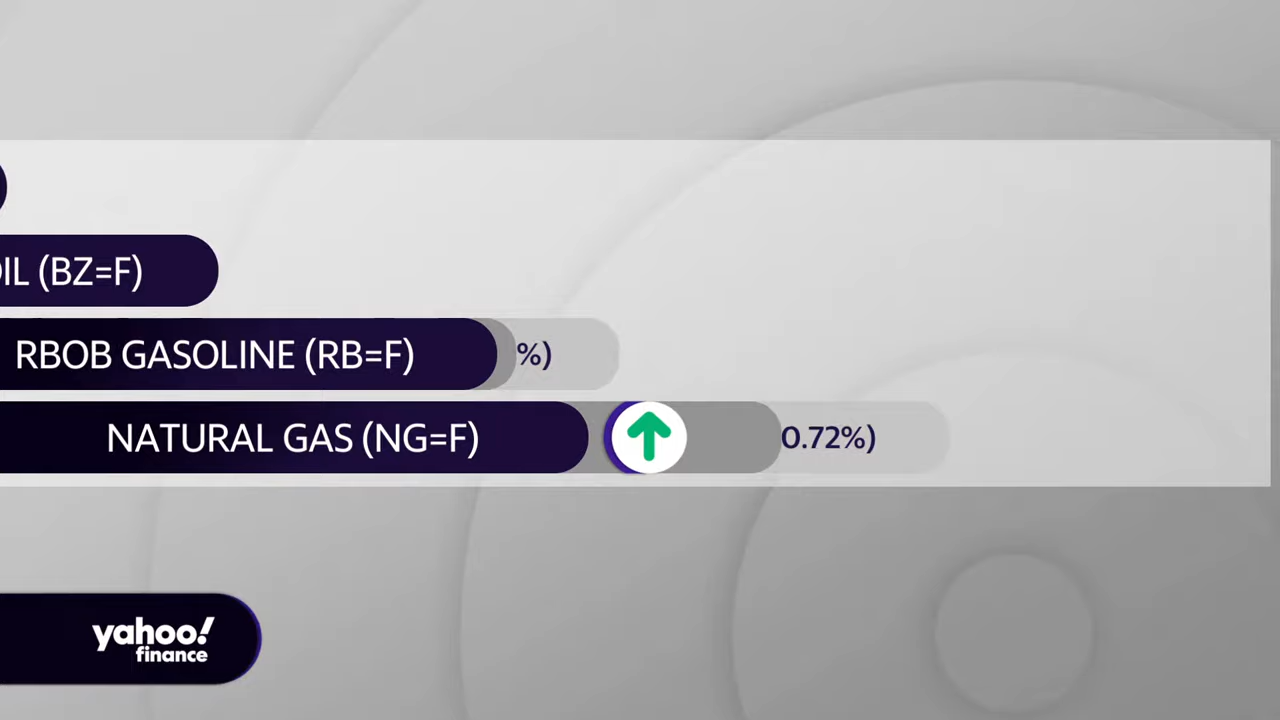 IL (BZ=F)
RBOB GASOLINE (RB=F) %)
NATURAL GAS (NG=F) 0.72%)
yahoo!
finance